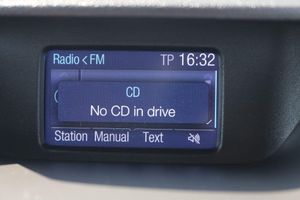 Radio < FM TP 16:32
CD
No CD in drive
Station Manual Text